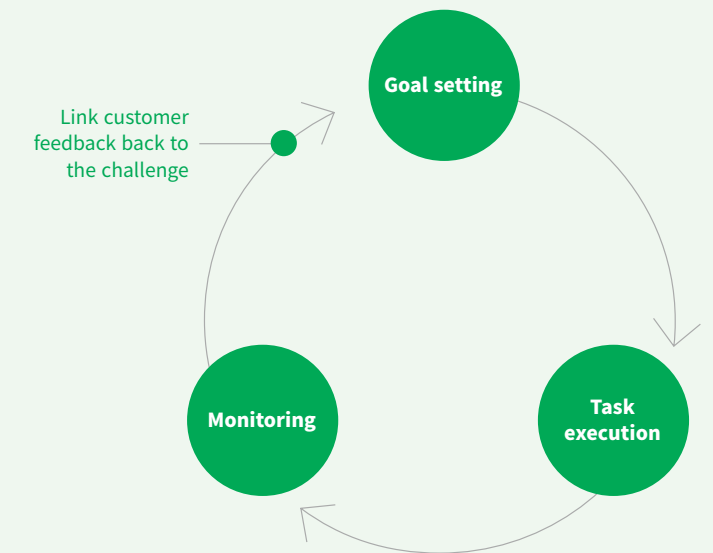 Goal setting
Link customer
feedback back to
the challenge
Monitoring
Task
execution